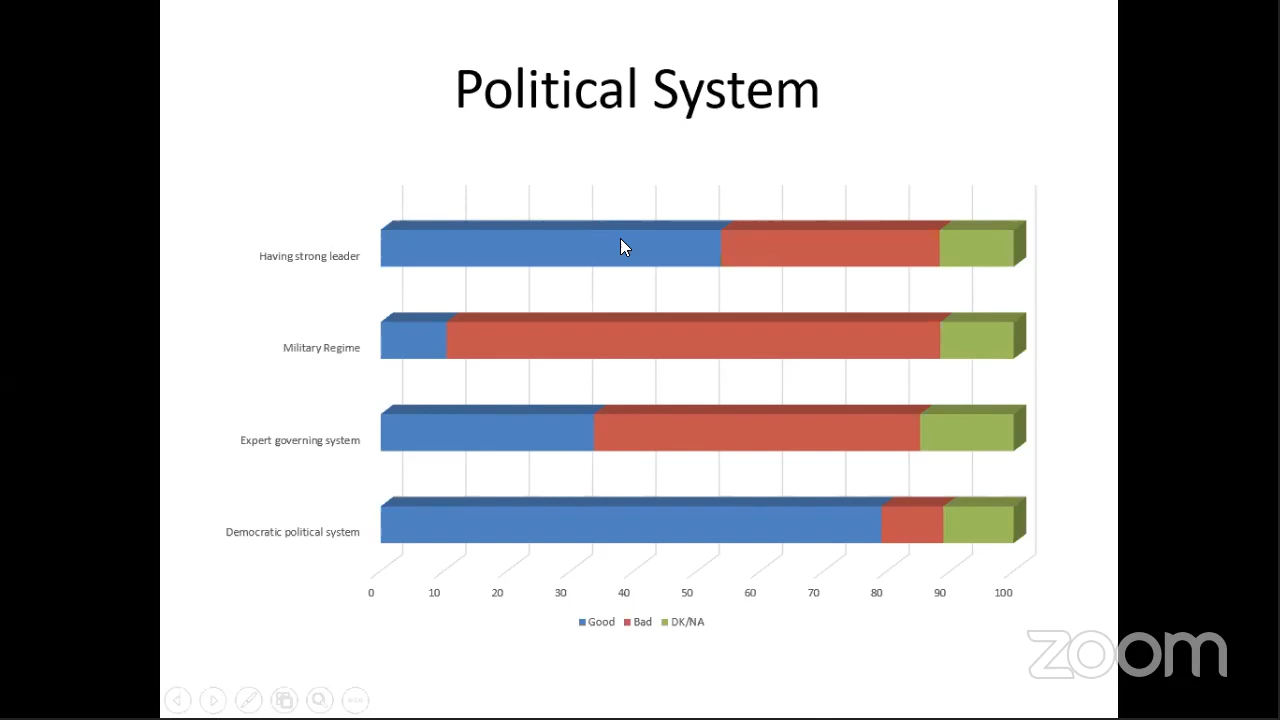 Political System
Having strong leader
Military Regime
Expert governing system
Democratic political system
0 10 20 30 40 50 60 70 80 90 100
Good Bad DK/NA
zoom